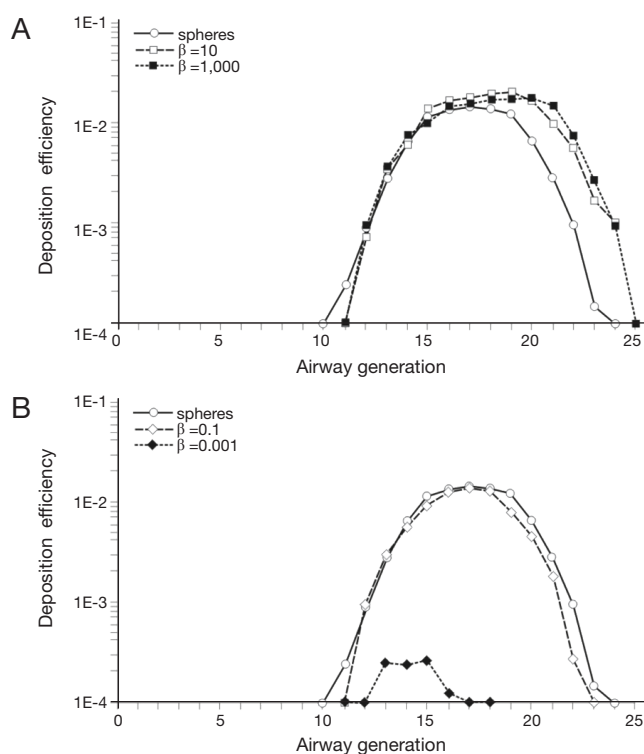 A
1E-1
1E-2
1E-3
1E-4
Deposition efficiency
spheres
β=10
β=1,000
0 5 10 15 20 25
Airway generation
B
1E-1
1E-2
1E-3
1E-4
Deposition efficiency
spheres
β=0.1
β=0.001
0 5 10 15 20 25
Airway generation